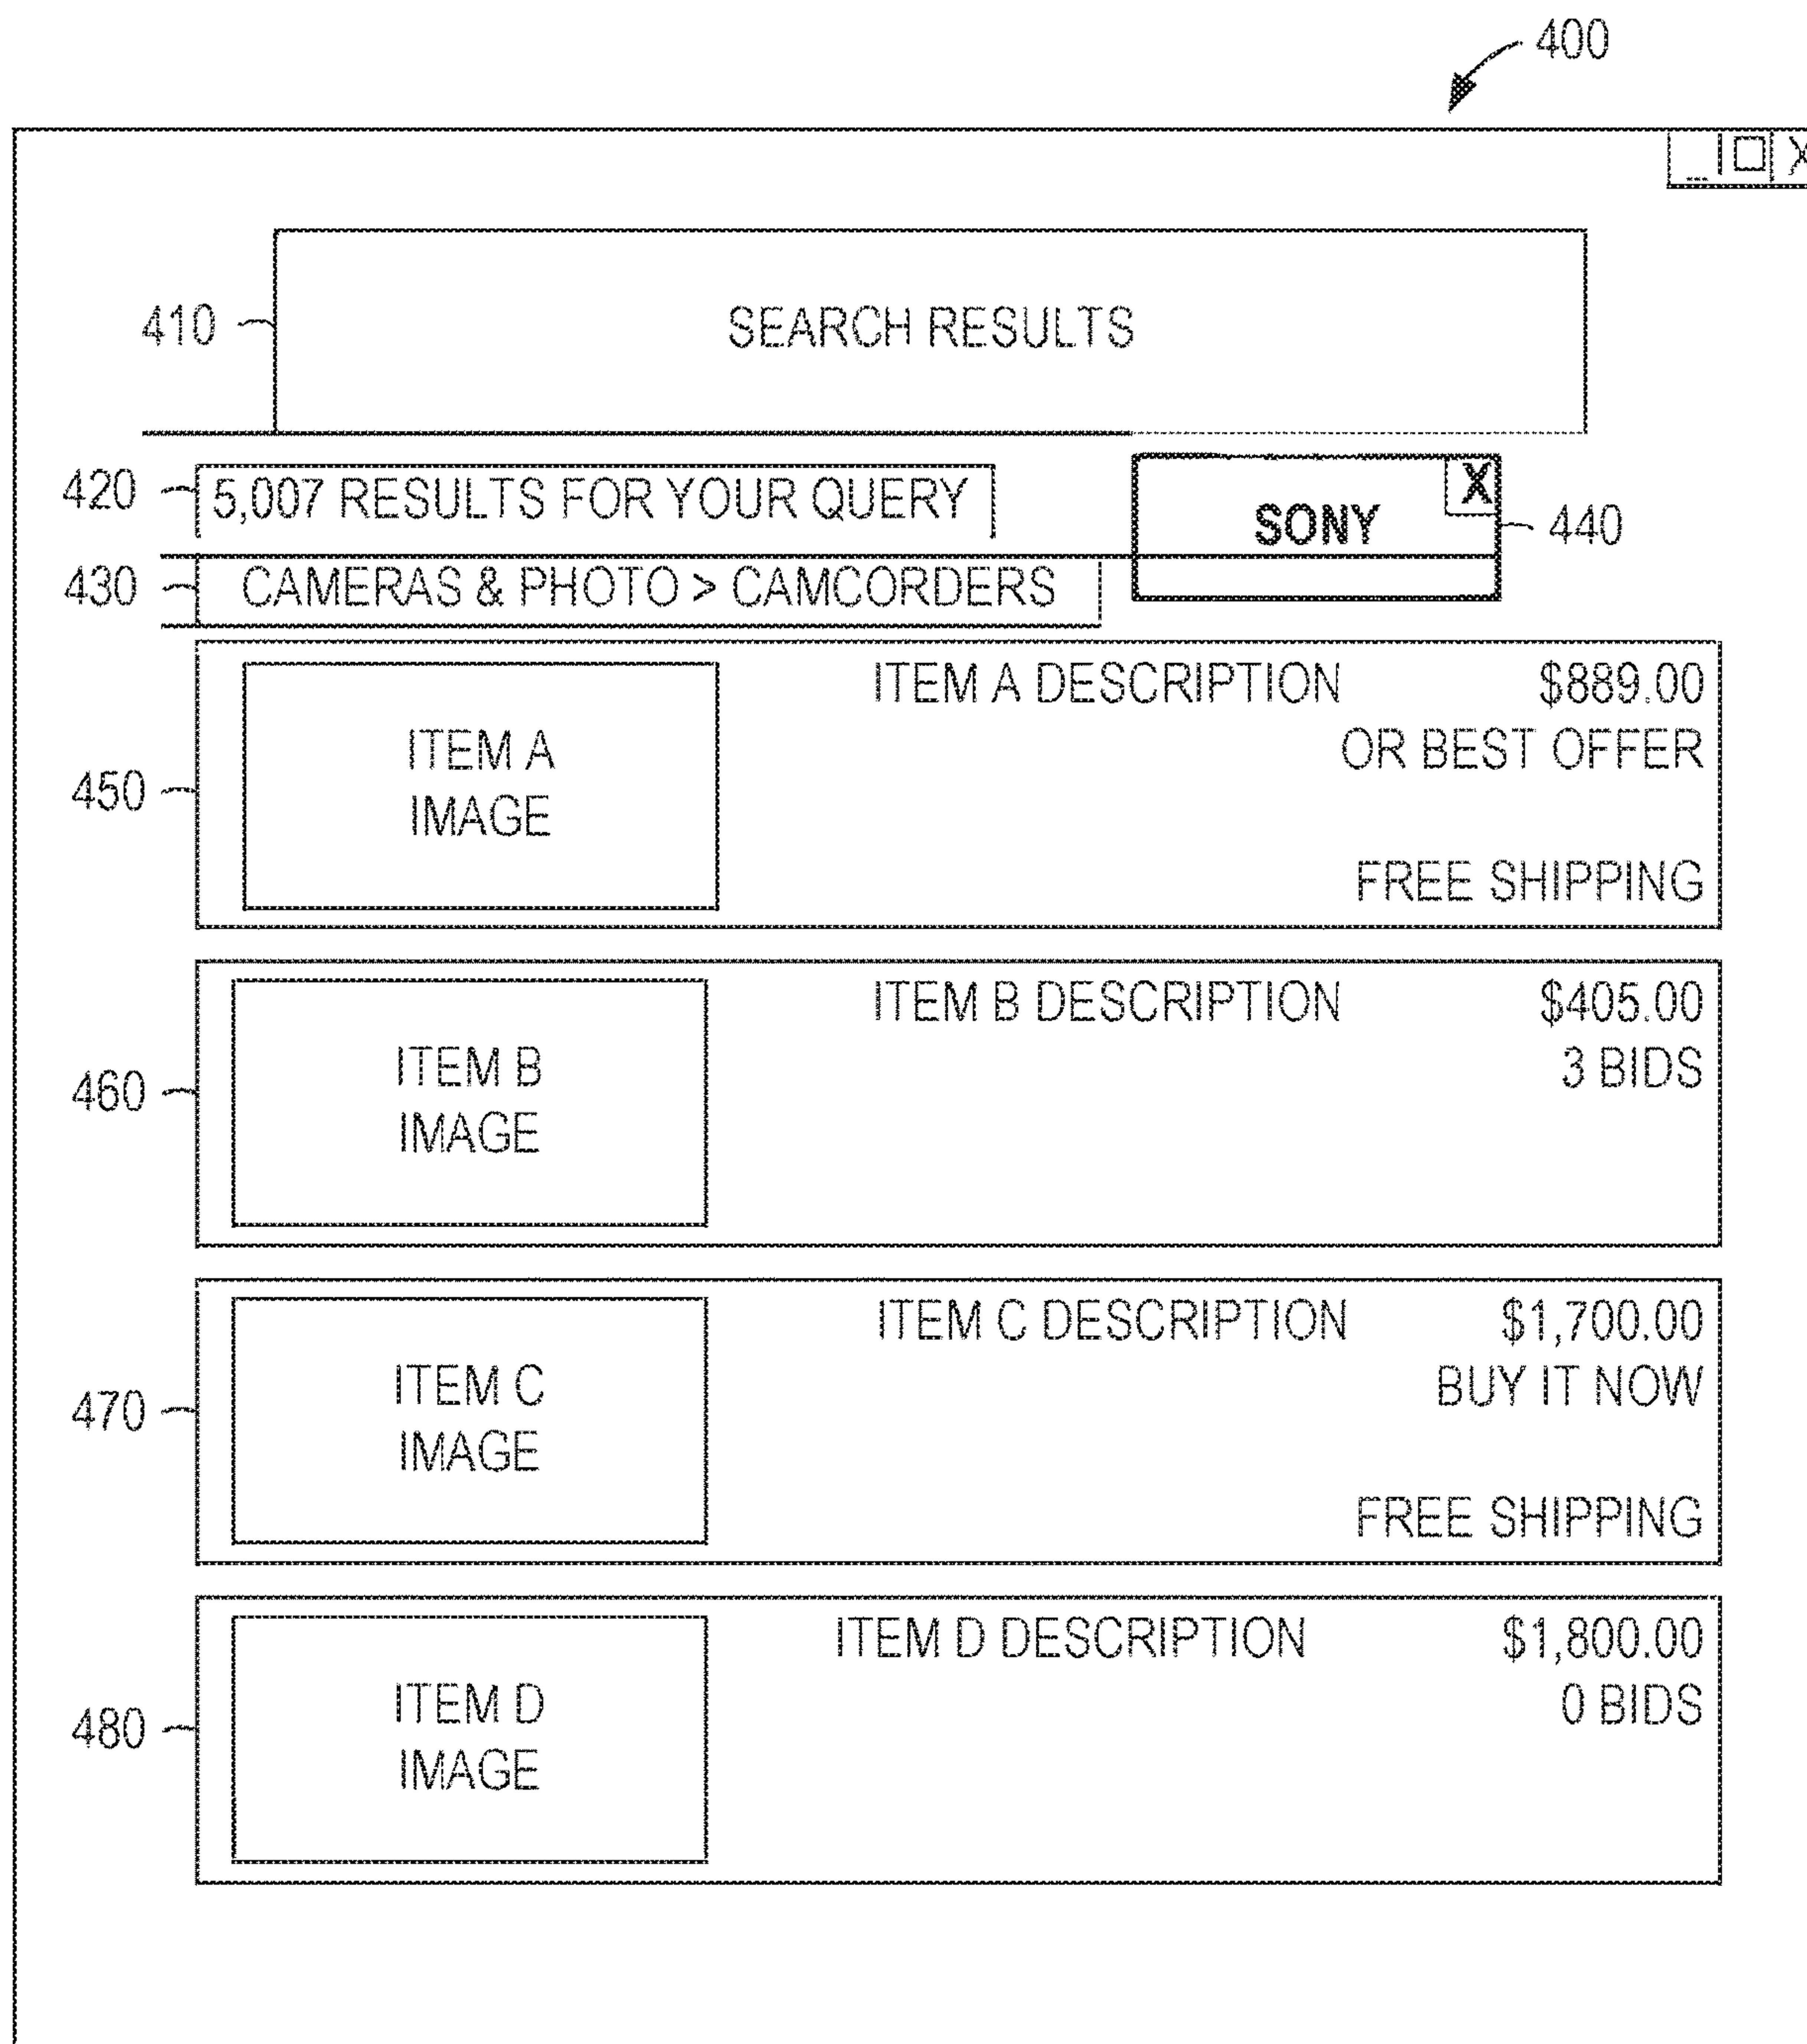 400
_ □ X
410 SEARCH RESULTS
420 5,007 RESULTS FOR YOUR QUERY
X
SONY 440
430 CAMERAS & PHOTO > CAMCORDERS
ITEM A DESCRIPTION $889.00
OR BEST OFFER
450
ITEM A
IMAGE
FREE SHIPPING
ITEM B DESCRIPTION $405.00
3 BIDS
460
ITEM B
IMAGE
ITEM C DESCRIPTION $1,700.00
BUY IT NOW
470
ITEM C
IMAGE
FREE SHIPPING
ITEM D DESCRIPTION $1,800.00
0 BIDS
480
ITEM D
IMAGE